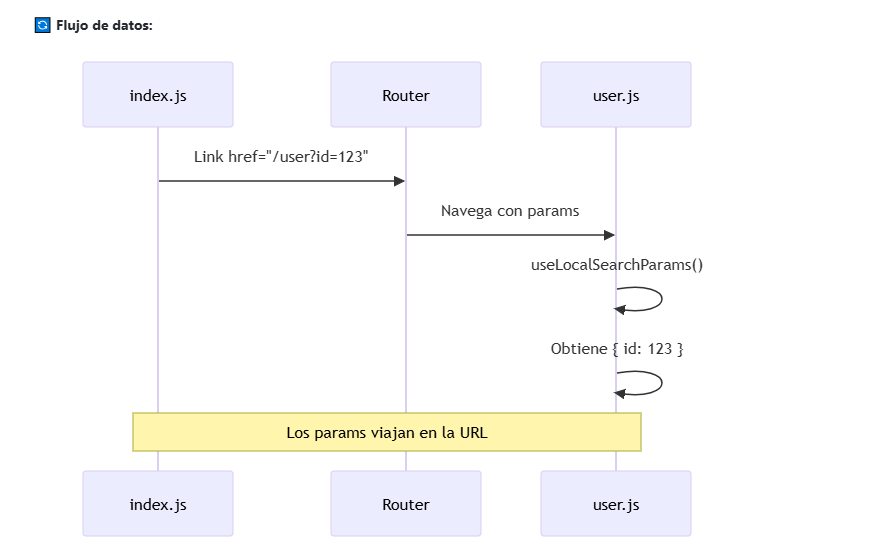 Flujo de datos:
index.js
Router
user.js
Link href="/user?id=123"
Navega con params
useLocalSearchParams()
Obtiene { id: 123 }
Los params viajan en la URL
index.js
Router
user.js